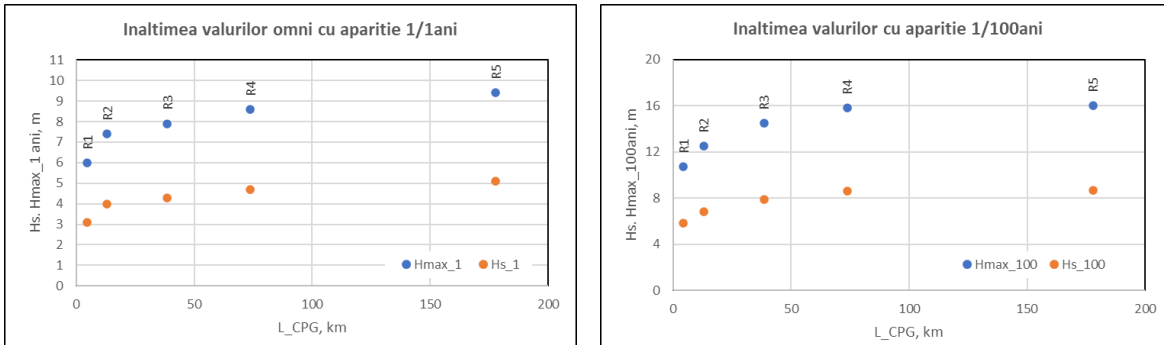 Inaltimea valurilor omni cu aparitie 1/1ani
Hs. Hmax_1 ani, m
11
10
9
8
7
6
5
4
3
2
1
0
R1
R2
R3
R4
R5
Hmax_1 Hs_1
0 50 100 150 200
L_CPG, km
Inaltimea valurilor cu aparitie 1/100ani
Hs. Hmax_100ani, m
20
16
12
8
4
0
R1
R2
R3
R4
R5
Hmax_100 Hs_100
0 50 100 150 200
L_CPG, km